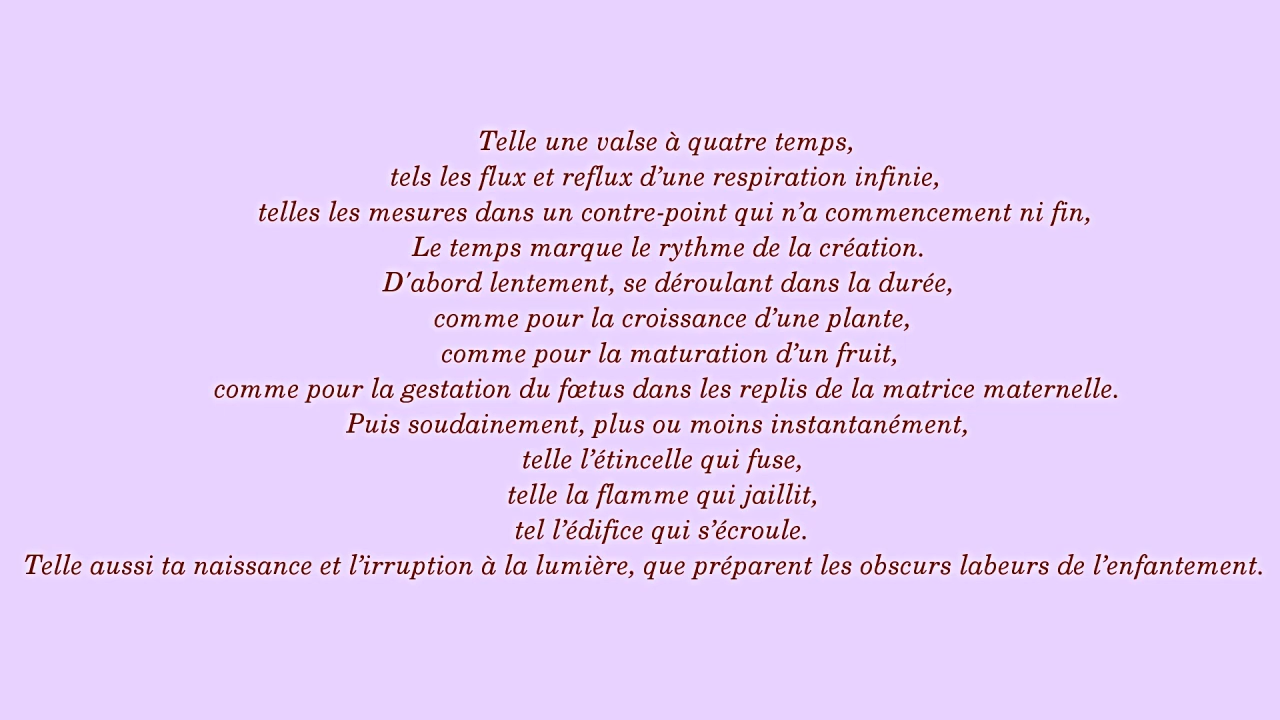 Telle une valse à quatre temps,
tels les flux et reflux d’une respiration infinie,
telles les mesures dans un contre-point qui n’a commencement ni fin,
Le temps marque le rythme de la création.
D'abord lentement, se déroulant dans la durée,
comme pour la croissance d’une plante,
comme pour la maturation d’un fruit,
comme pour la gestation du fœtus dans les replis de la matrice maternelle.
Puis soudainement, plus ou moins instantanément,
telle l’étincelle qui fuse,
telle la flamme qui jaillit,
tel l’édifice qui s’écroule.
Telle aussi ta naissance et l’irruption à la lumière, que préparent les obscurs labeurs de l’enfantement.